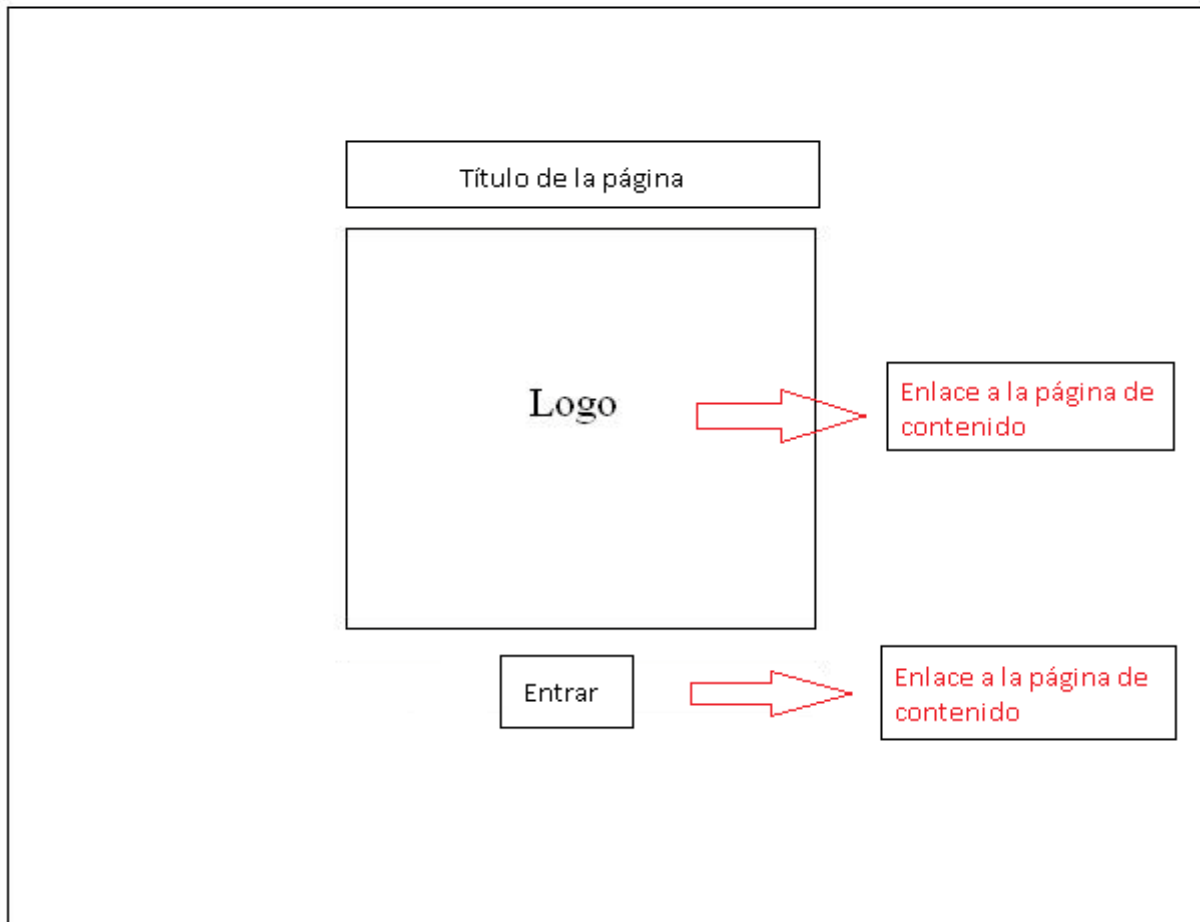 Título de la página
Logo
Enlace a la página de
contenido
Entrar
Enlace a la página de
contenido